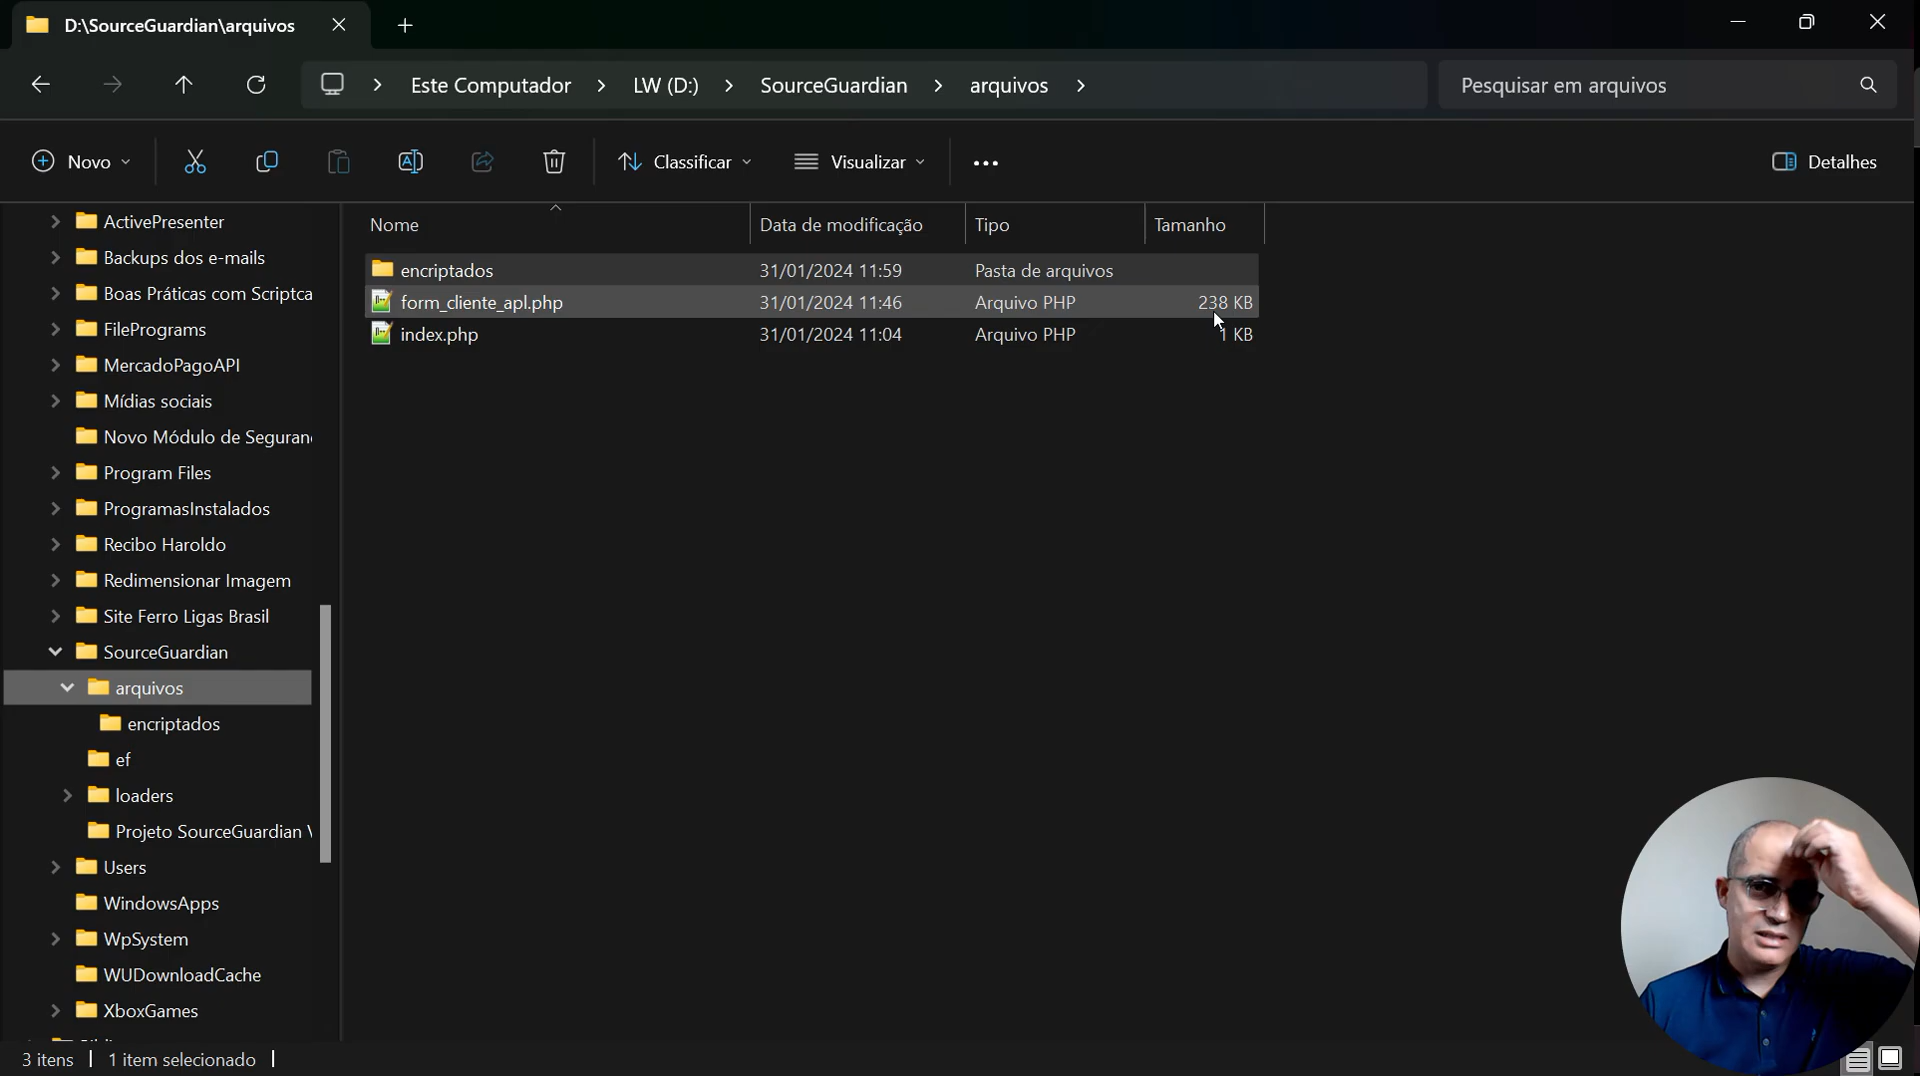 D:\SourceGuardian\arquivos
Este Computador > LW (D:) > SourceGuardian > arquivos >
Pesquisar em arquivos
Novo
Classificar
Visualizar
Detalhes
Nome Data de modificação Tipo Tamanho
encriptados 31/01/2024 11:59 Pasta de arquivos
form_cliente_apl.php 31/01/2024 11:46 Arquivo PHP 238 KB
index.php 31/01/2024 11:04 Arquivo PHP 1 KB
ActivePresenter
Backups dos e-mails
Boas Práticas com Scriptca
FilePrograms
MercadoPagoAPI
Mídias sociais
Novo Módulo de Seguran
Program Files
ProgramasInstalados
Recibo Haroldo
Redimensionar Imagem
Site Ferro Ligas Brasil
SourceGuardian
arquivos
encriptados
ef
loaders
Projeto SourceGuardian
Users
WindowsApps
WpSystem
WUDownloadCache
XboxGames
3 itens | 1 item selecionado |